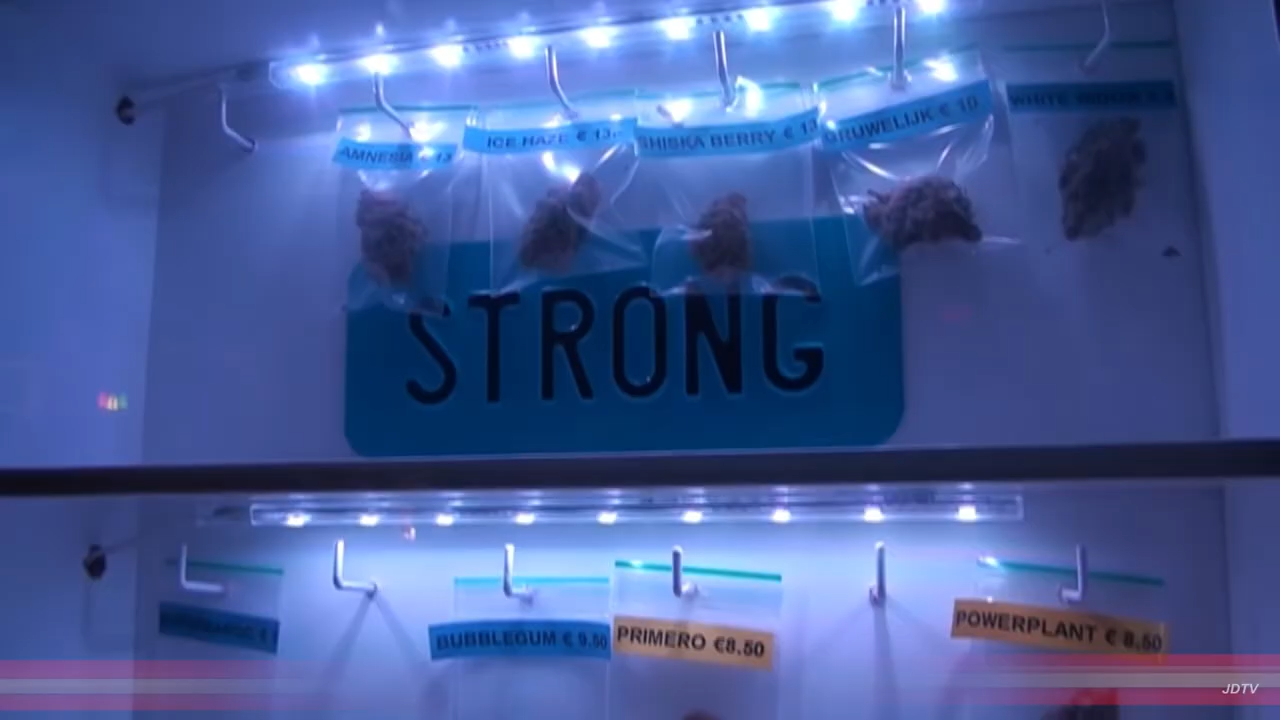 AMNESIA € 13
ICE HAZE € 13
SHISKA BERRY € 13
GRUWELIJK € 10
WHITE
STRONG
BUBBLEGUM € 9.50
PRIMERO €8.50
POWERPLANT € 8.50
JDTV